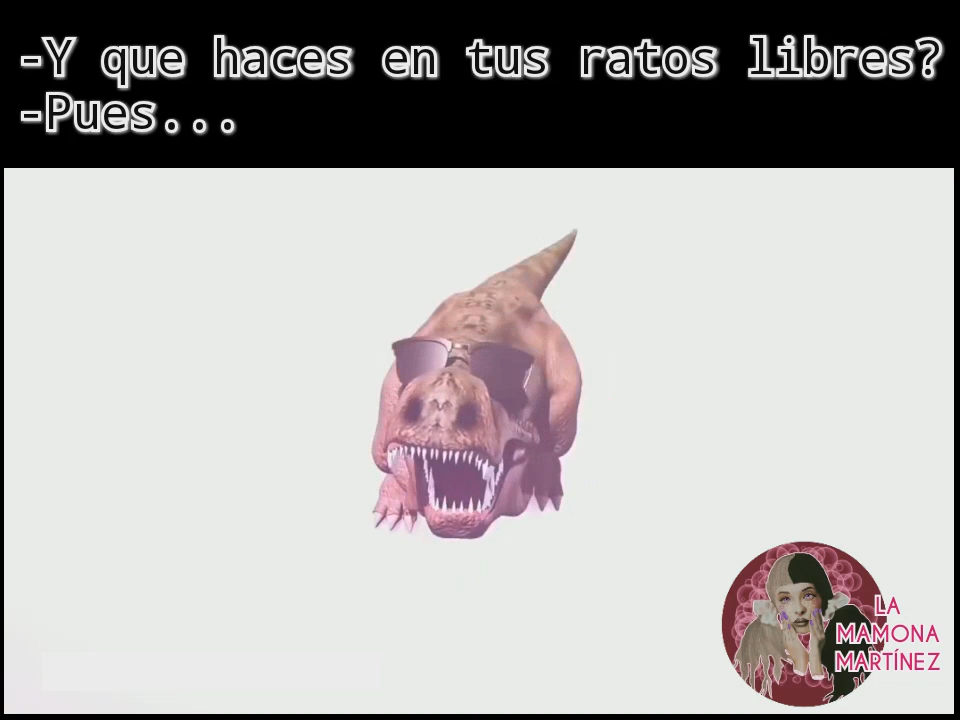 -Y que haces en tus ratos libres?
-Pues...
LA
MAMONA
MARTÍNEZ